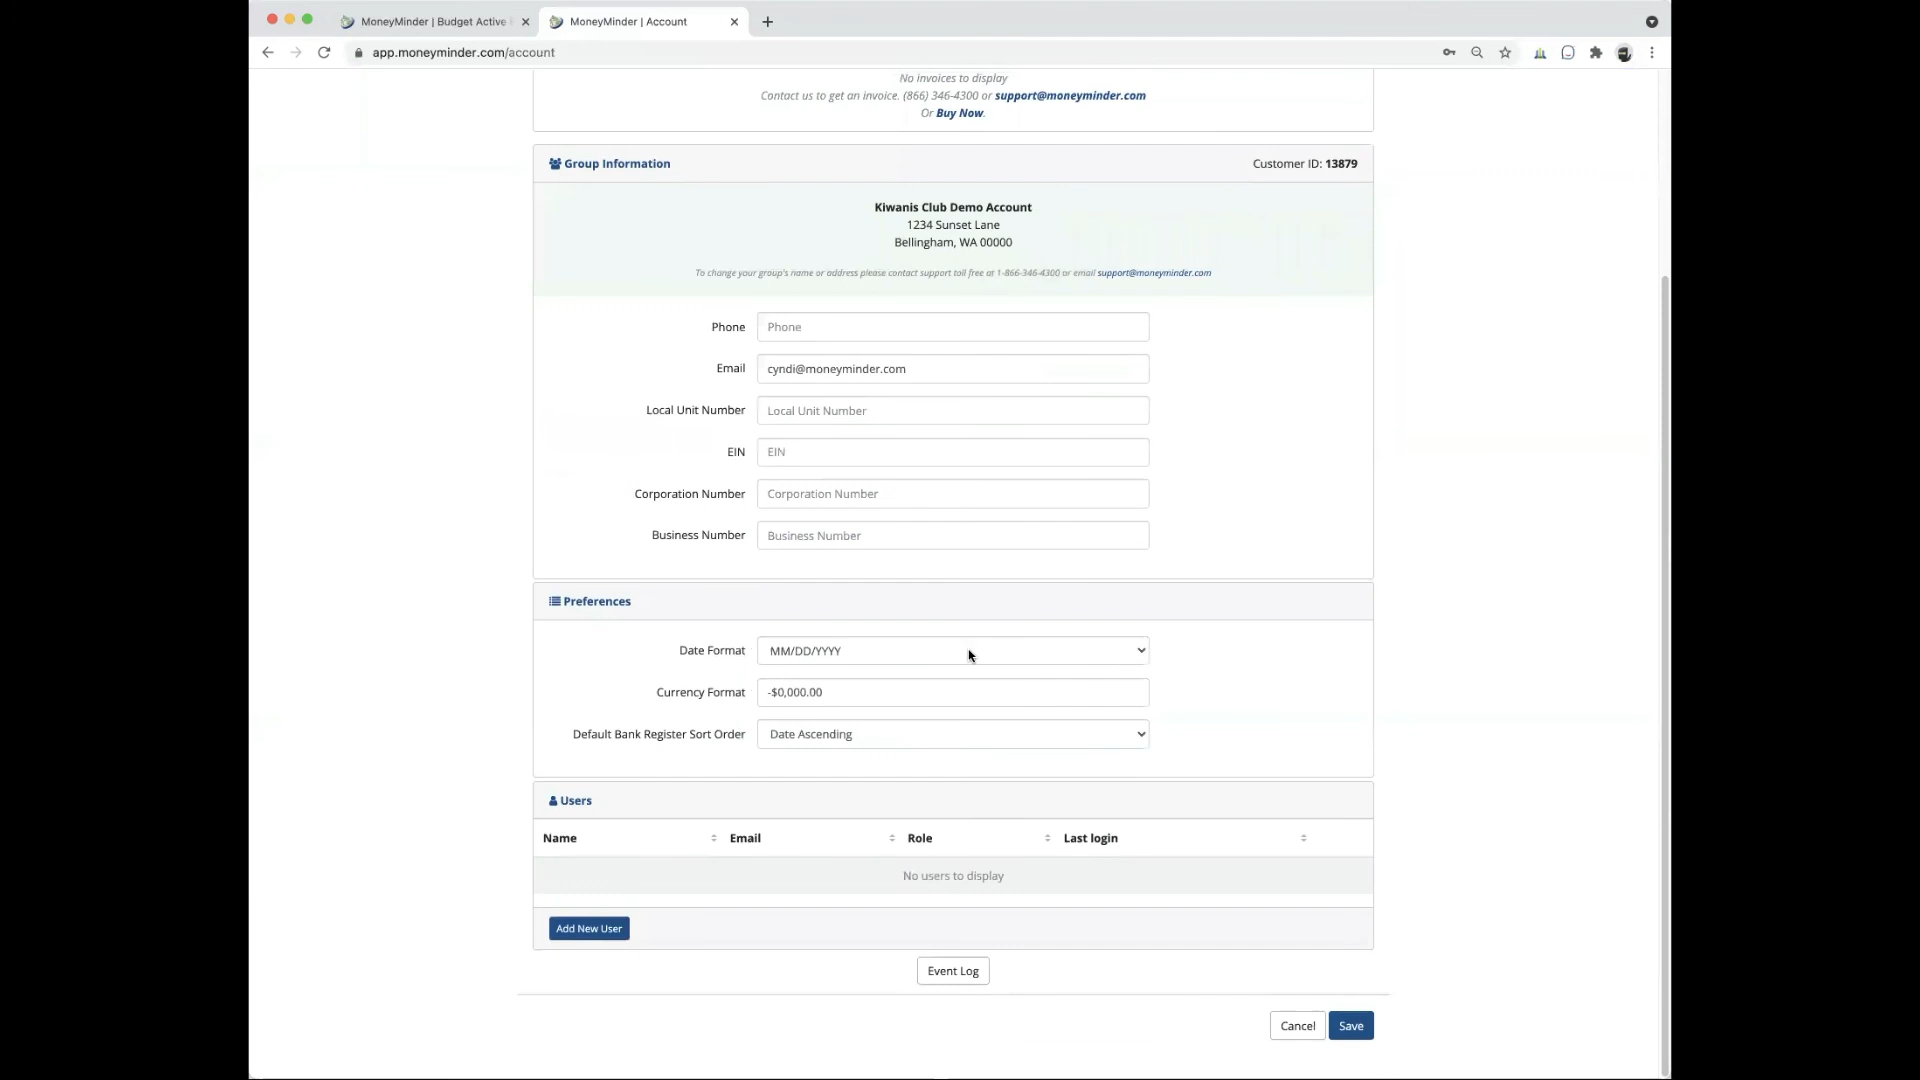 MoneyMinder | Budget Active
MoneyMinder | Account
app.moneyminder.com/account
No invoices to display
Contact us to get an invoice. (866) 346-4300 or support@moneyminder.com
Or Buy Now.
Group Information
Customer ID: 13879
Kiwanis Club Demo Account
1234 Sunset Lane
Bellingham, WA 00000
To change your group's name or address please contact support toll free at 1-866-346-4300 or email support@moneyminder.com
Phone
Phone
Email
cyndi@moneyminder.com
Local Unit Number
Local Unit Number
EIN
EIN
Corporation Number
Corporation Number
Business Number
Business Number
Preferences
Date Format
MM/DD/YYYY
Currency Format
-$0,000.00
Default Bank Register Sort Order
Date Ascending
Users
Name Email Role Last login
No users to display
Add New User
Event Log
Cancel Save